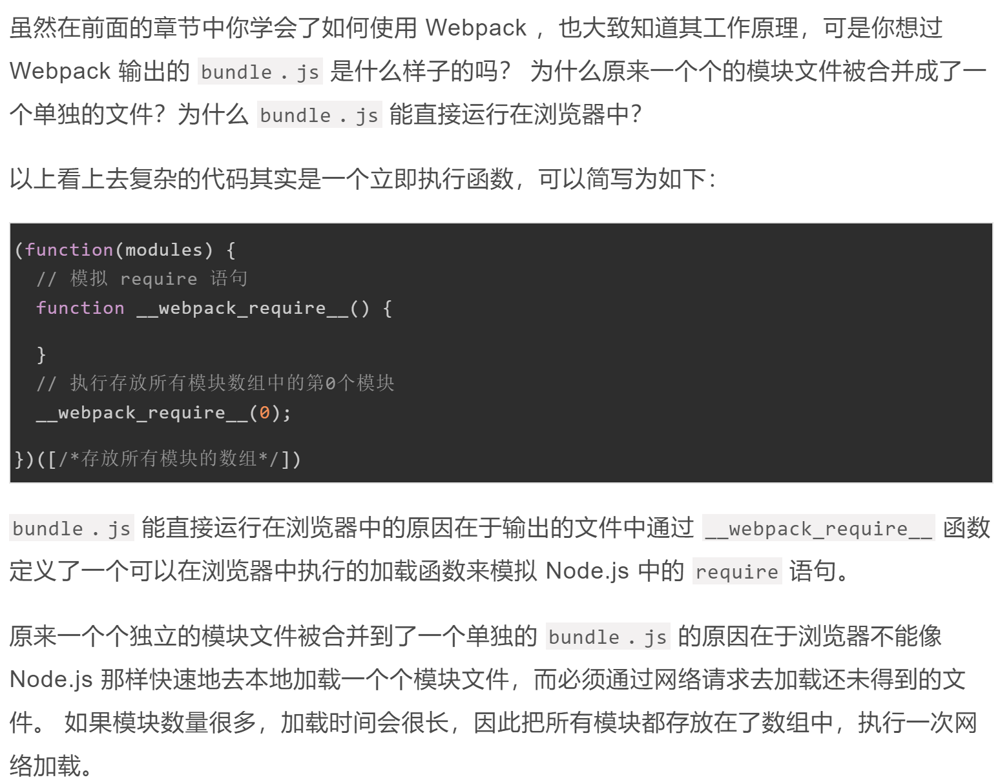 虽然在前面的章节中你学会了如何使用 Webpack ，也大致知道其工作原理，可是你想过
Webpack 输出的 bundle.js 是什么样子的吗？ 为什么原来一个个的模块文件被合并成了一
个单独的文件？为什么 bundle.js 能直接运行在浏览器中？
以上看上去复杂的代码其实是一个立即执行函数，可以简写为如下：
(function(modules) {
  // 模拟 require 语句
  function __webpack_require__() {
  }
  // 执行存放所有模块数组中的第0个模块
  __webpack_require__(0);
})([/*存放所有模块的数组*/])
bundle.js 能直接运行在浏览器中的原因在于输出的文件中通过 __webpack_require__ 函数
定义了一个可以在浏览器中执行的加载函数来模拟 Node.js 中的 require 语句。
原来一个个独立的模块文件被合并到了一个单独的 bundle.js 的原因在于浏览器不能像
Node.js 那样快速地去本地加载一个个模块文件，而必须通过网络请求去加载还未得到的文
件。 如果模块数量很多，加载时间会很长，因此把所有模块都存放在了数组中，执行一次网
络加载。